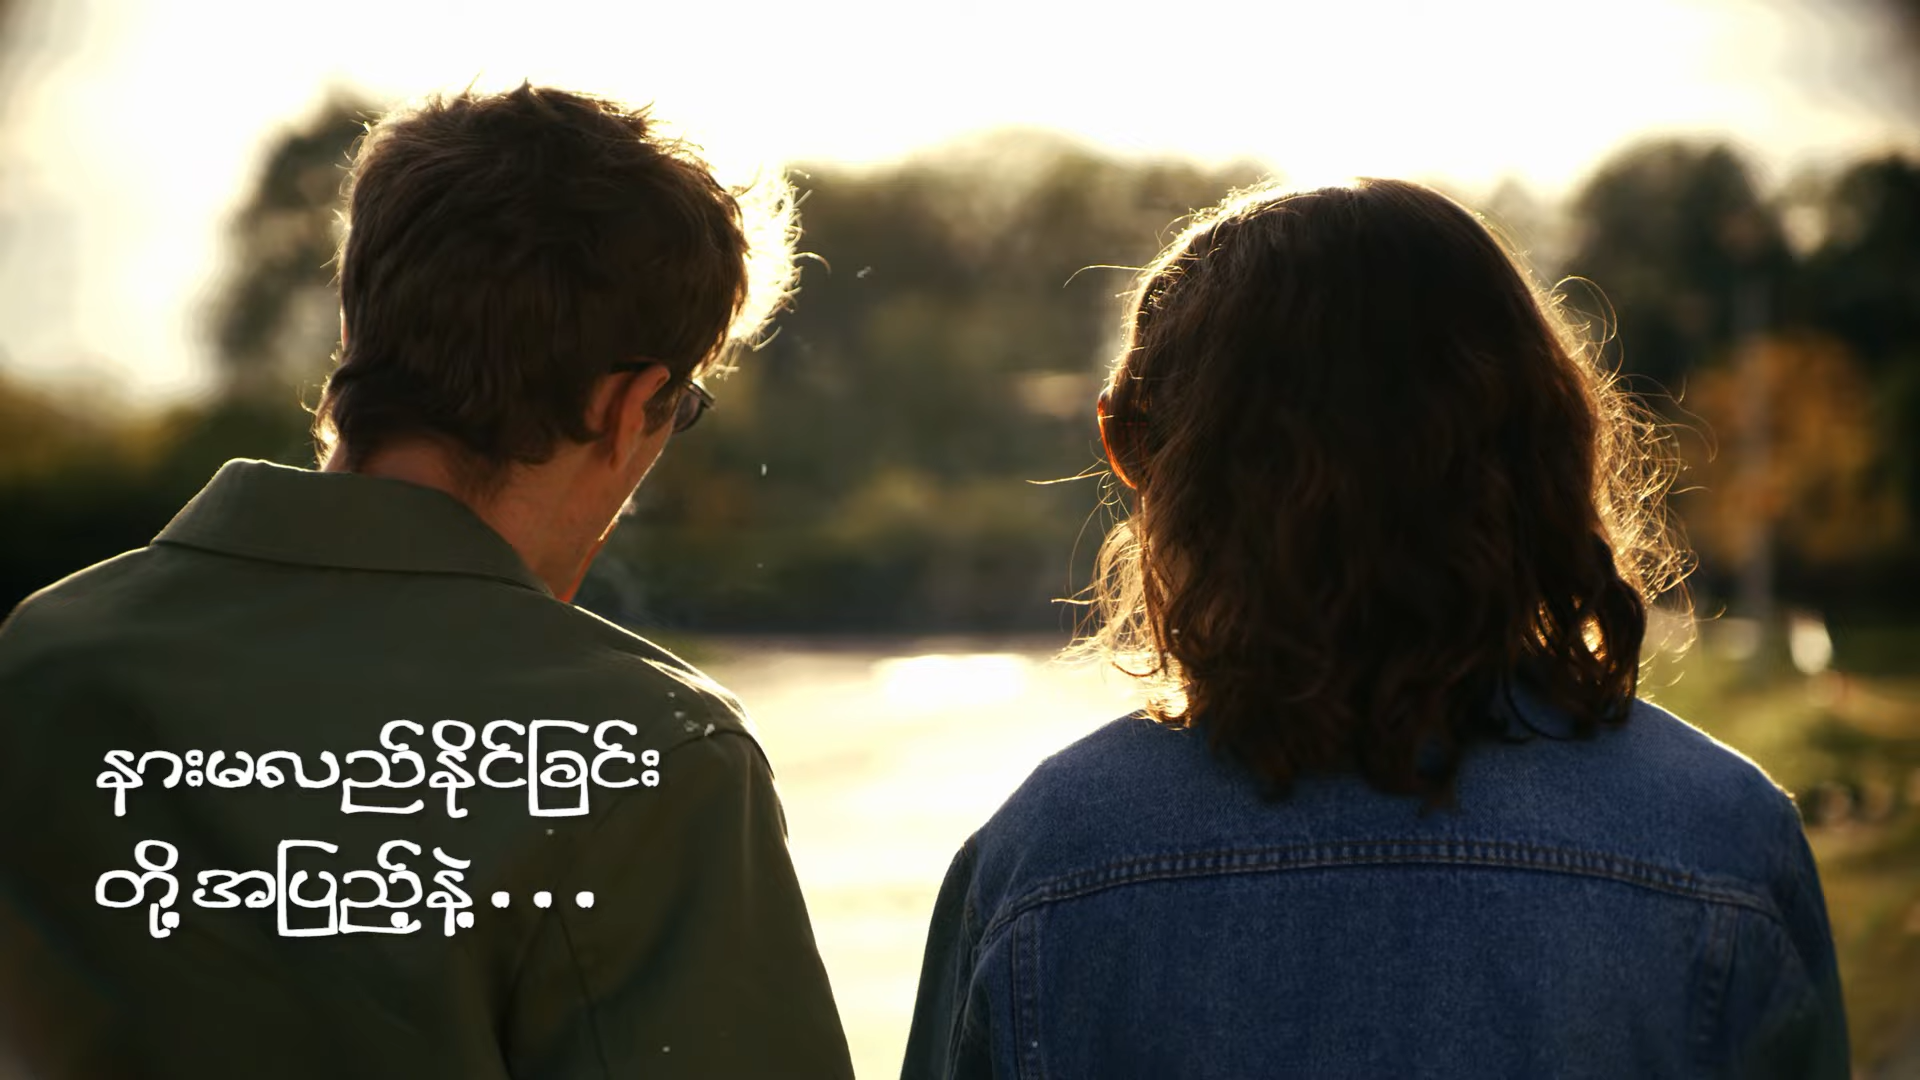 နားမလည်နိုင်ခြင်း
တို့ အပြည့်နဲ့ . . .